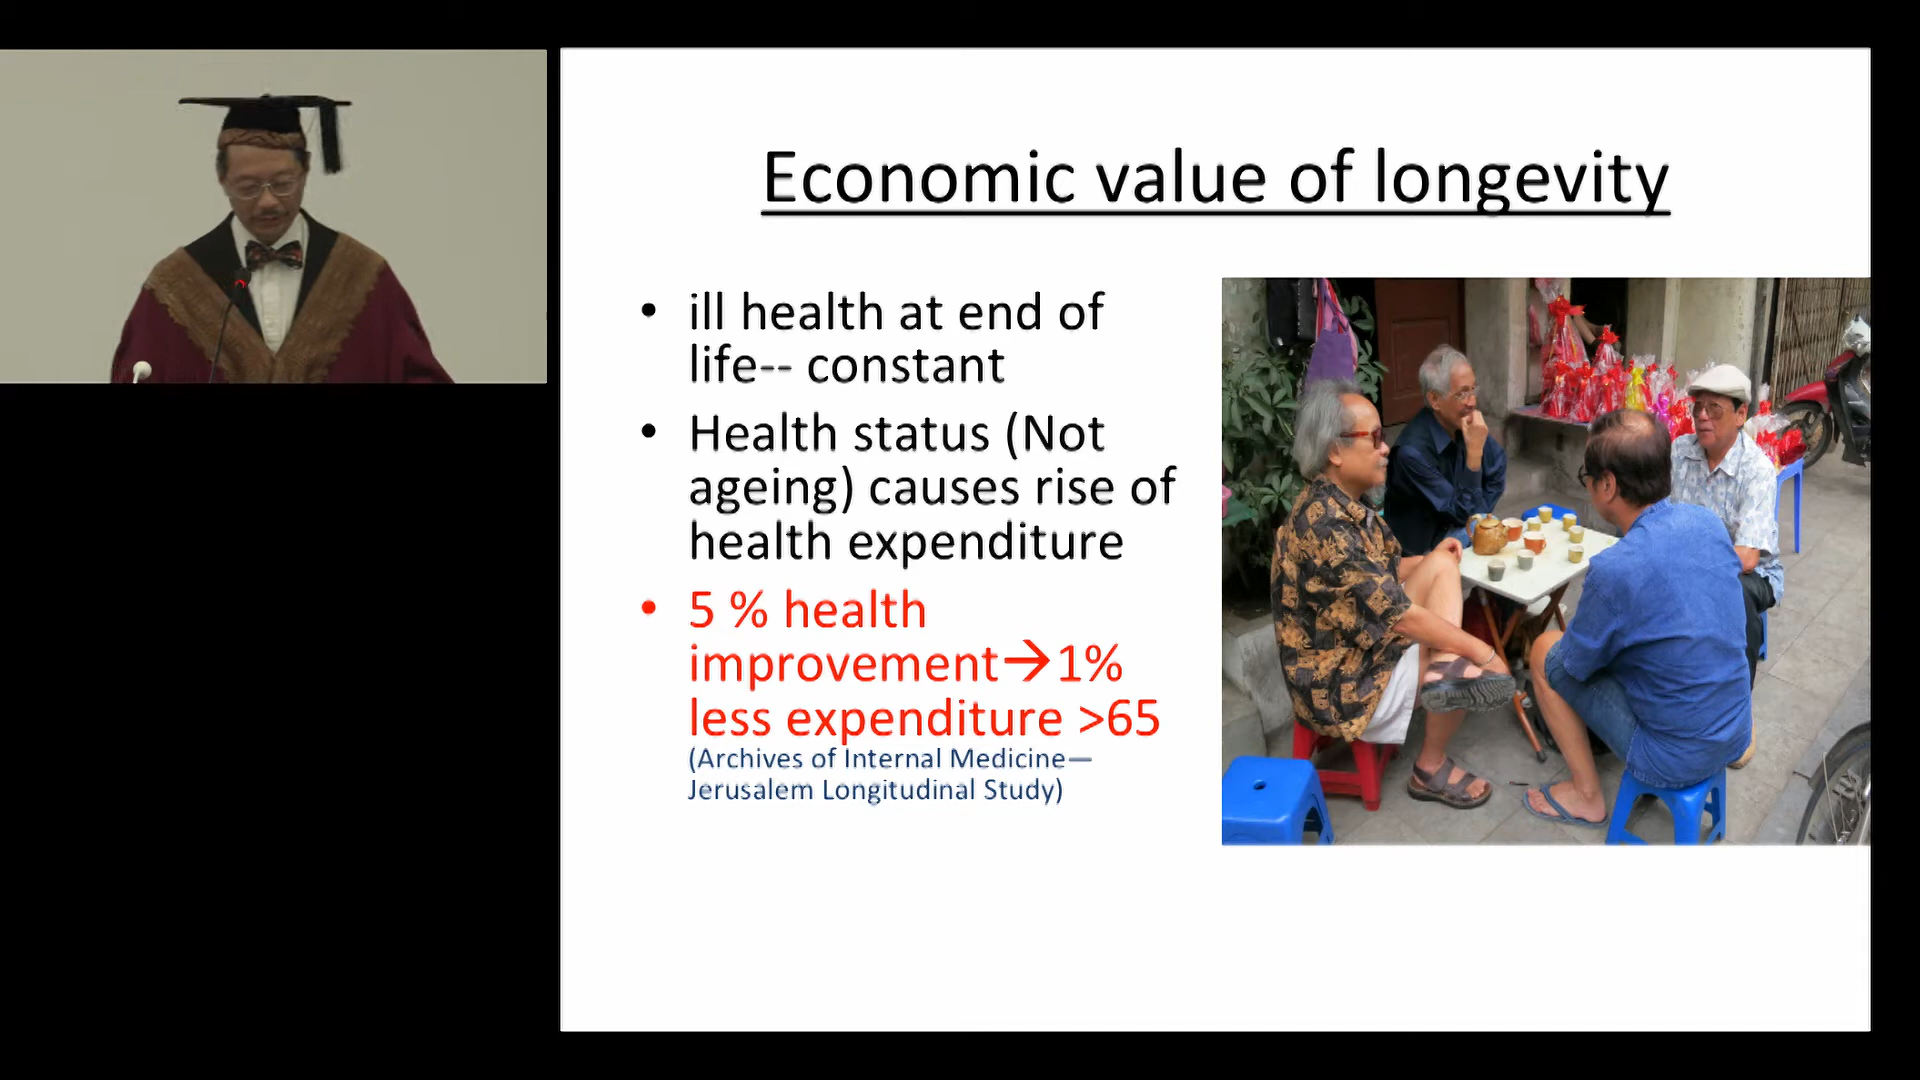 Economic value of longevity
• ill health at end of
life-- constant
• Health status (Not
ageing) causes rise of
health expenditure
• 5 % health
improvement→1%
less expenditure >65
(Archives of Internal Medicine—
Jerusalem Longitudinal Study)